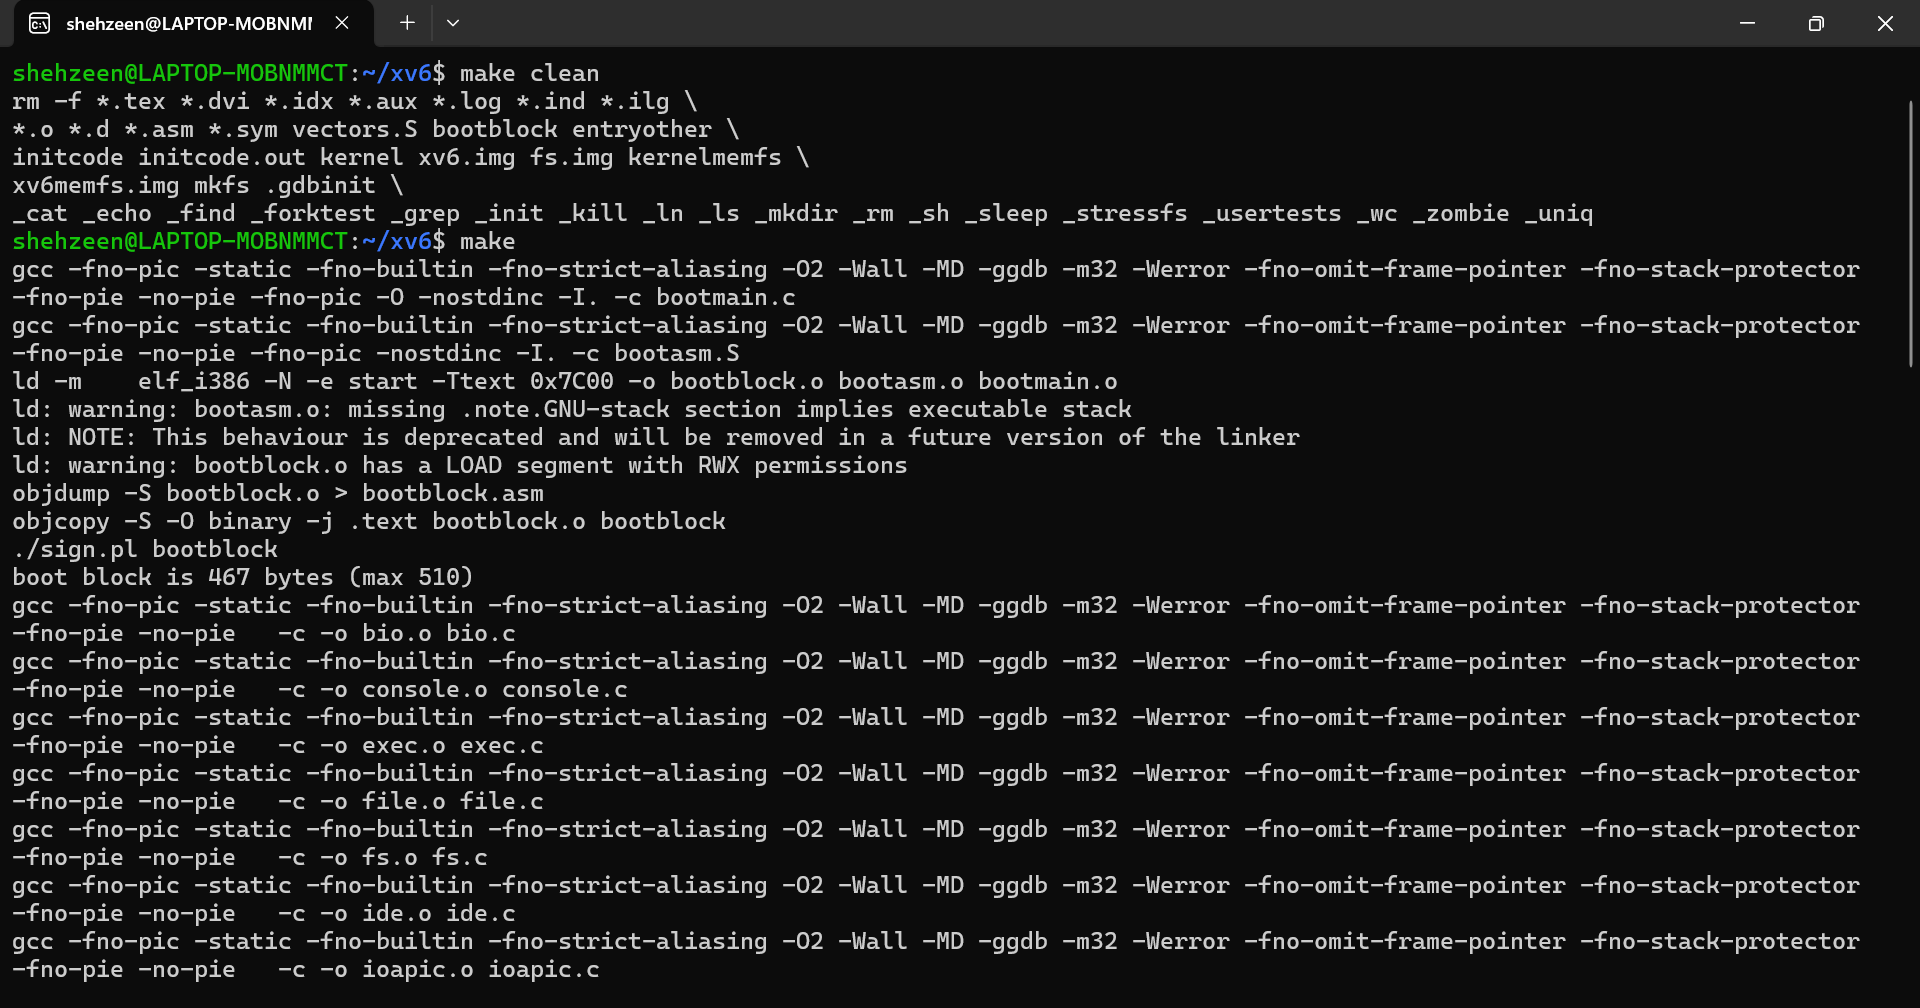 shehzeen@LAPTOP-MOBNMI
shehzeen@LAPTOP-MOBNMMCT:~/xv6$ make clean
rm -f *.tex *.dvi *.idx *.aux *.log *.ind *.ilg \
*.o *.d *.asm *.sym vectors.S bootblock entryother \
initcode initcode.out kernel xv6.img fs.img kernelmemfs \
xv6memfs.img mkfs .gdbinit \
_cat _echo _find _forktest _grep _init _kill _ln _ls _mkdir _rm _sh _sleep _stressfs _usertests _wc _zombie _uniq
shehzeen@LAPTOP-MOBNMMCT:~/xv6$ make
gcc -fno-pic -static -fno-builtin -fno-strict-aliasing -O2 -Wall -MD -ggdb -m32 -Werror -fno-omit-frame-pointer -fno-stack-protector
-fno-pie -no-pie -fno-pic -O -nostdinc -I. -c bootmain.c
gcc -fno-pic -static -fno-builtin -fno-strict-aliasing -O2 -Wall -MD -ggdb -m32 -Werror -fno-omit-frame-pointer -fno-stack-protector
-fno-pie -no-pie -fno-pic -nostdinc -I. -c bootasm.S
ld -m    elf_i386 -N -e start -Ttext 0x7C00 -o bootblock.o bootasm.o bootmain.o
ld: warning: bootasm.o: missing .note.GNU-stack section implies executable stack
ld: NOTE: This behaviour is deprecated and will be removed in a future version of the linker
ld: warning: bootblock.o has a LOAD segment with RWX permissions
objdump -S bootblock.o > bootblock.asm
objcopy -S -O binary -j .text bootblock.o bootblock
./sign.pl bootblock
boot block is 467 bytes (max 510)
gcc -fno-pic -static -fno-builtin -fno-strict-aliasing -O2 -Wall -MD -ggdb -m32 -Werror -fno-omit-frame-pointer -fno-stack-protector
-fno-pie -no-pie   -c -o bio.o bio.c
gcc -fno-pic -static -fno-builtin -fno-strict-aliasing -O2 -Wall -MD -ggdb -m32 -Werror -fno-omit-frame-pointer -fno-stack-protector
-fno-pie -no-pie   -c -o console.o console.c
gcc -fno-pic -static -fno-builtin -fno-strict-aliasing -O2 -Wall -MD -ggdb -m32 -Werror -fno-omit-frame-pointer -fno-stack-protector
-fno-pie -no-pie   -c -o exec.o exec.c
gcc -fno-pic -static -fno-builtin -fno-strict-aliasing -O2 -Wall -MD -ggdb -m32 -Werror -fno-omit-frame-pointer -fno-stack-protector
-fno-pie -no-pie   -c -o file.o file.c
gcc -fno-pic -static -fno-builtin -fno-strict-aliasing -O2 -Wall -MD -ggdb -m32 -Werror -fno-omit-frame-pointer -fno-stack-protector
-fno-pie -no-pie   -c -o fs.o fs.c
gcc -fno-pic -static -fno-builtin -fno-strict-aliasing -O2 -Wall -MD -ggdb -m32 -Werror -fno-omit-frame-pointer -fno-stack-protector
-fno-pie -no-pie   -c -o ide.o ide.c
gcc -fno-pic -static -fno-builtin -fno-strict-aliasing -O2 -Wall -MD -ggdb -m32 -Werror -fno-omit-frame-pointer -fno-stack-protector
-fno-pie -no-pie   -c -o ioapic.o ioapic.c